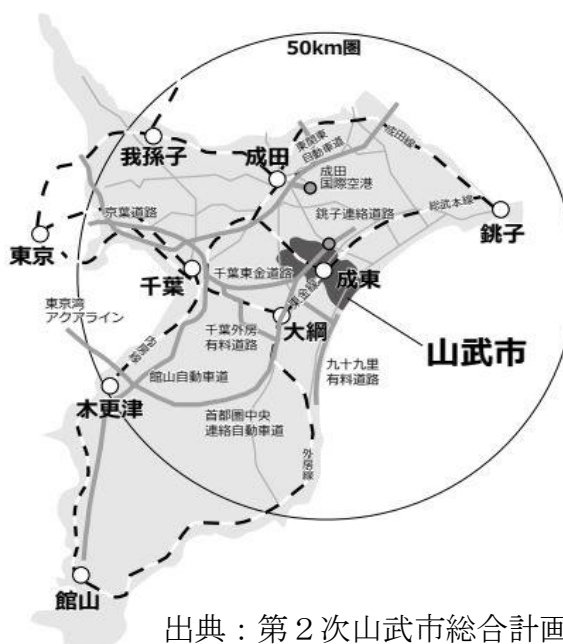 50km圏
我孫子
成田
東関東
自動車道
成田線
成田
国際空港
京葉道路
銚子連絡道路
総武本線
銚子
東京
千葉
千葉東金道路
成東
東金線
東京湾
アクアライン
内房線
千葉外房
有料道路
大網
山武市
九十九里
有料道路
館山自動車道
木更津
首都圏中央
連絡自動車道
外房線
館山
出典：第２次山武市総合計画